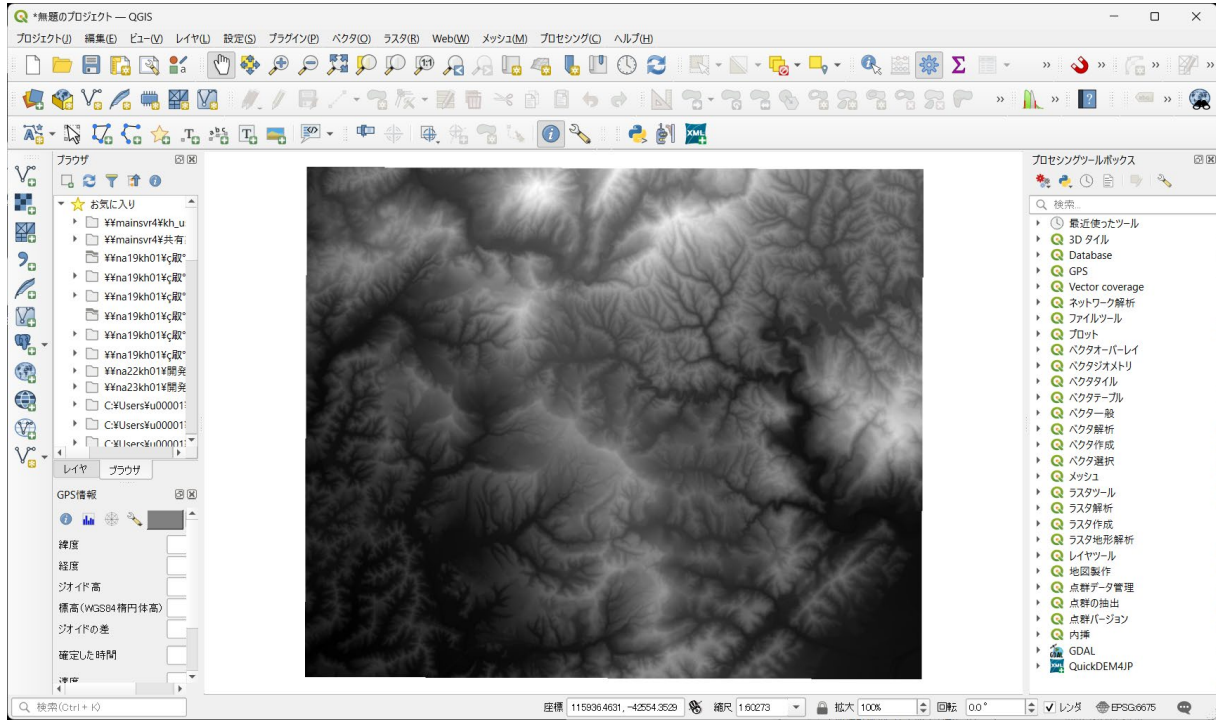 *無題のプロジェクト — QGIS
プロジェクト(J) 編集(E) ビュー(V) レイヤ(L) 設定(S) プラグイン(P) ベクタ(O) ラスタ(R) Web(W) メッシュ(M) プロセシング(C) ヘルプ(H)
ブラウザ
お気に入り
¥¥mainsvr4¥kh_u
¥¥mainsvr4¥共有
¥¥na19kh01¥ç取°
¥¥na19kh01¥ç取°
¥¥na19kh01¥ç取°
¥¥na19kh01¥ç取°
¥¥na19kh01¥ç取°
¥¥na19kh01¥ç取°
¥¥na22kh01¥開発
¥¥na23kh01¥開発
C:¥Users¥u00001
C:¥Users¥u00001
C:¥Users¥u00001
レイヤ ブラウザ
GPS情報
緯度
経度
ジオイド高
標高(WGS84楕円体高)
ジオイドの差
確定した時間
速度
プロセシングツールボックス
検索...
最近使ったツール
3D タイル
Database
GPS
Vector coverage
ネットワーク解析
ファイルツール
プロット
ベクタオーバーレイ
ベクタジオメトリ
ベクタタイル
ベクタテーブル
ベクタ一般
ベクタ解析
ベクタ作成
ベクタ選択
メッシュ
ラスタツール
ラスタ解析
ラスタ作成
ラスタ地形解析
レイヤツール
地図製作
点群データ管理
点群の抽出
点群バージョン
内挿
GDAL
QuickDEM4JP
検索(Ctrl + K) 座標 1159364631, -42554.3529 縮尺 1:60273 拡大 100% 回転 0.0° レンダ EPSG:6675